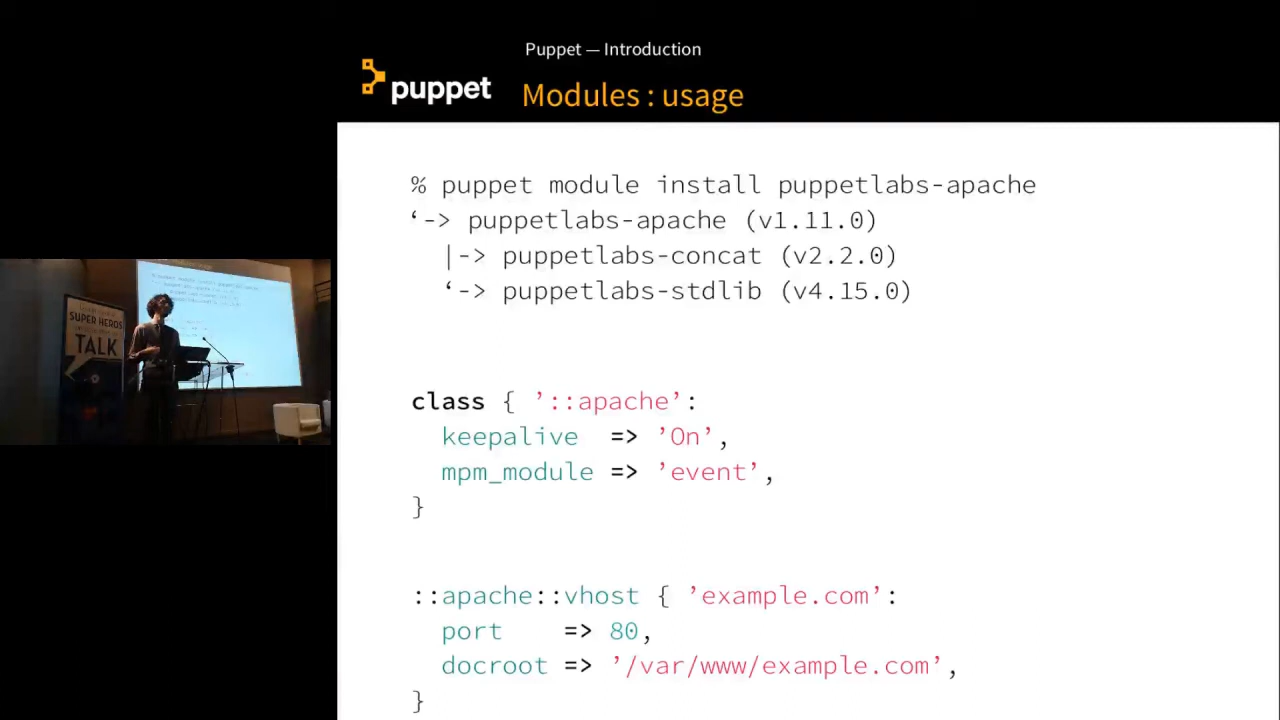 Puppet — Introduction
puppet
Modules : usage
% puppet module install puppetlabs-apache
‘-> puppetlabs-apache (v1.11.0)
|-> puppetlabs-concat (v2.2.0)
‘-> puppetlabs-stdlib (v4.15.0)
class { ’::apache’:
keepalive => ’On’,
mpm_module => ’event’,
}
::apache::vhost { ’example.com’:
port => 80,
docroot => ’/var/www/example.com’,
}
SUPER HEROS
TALK